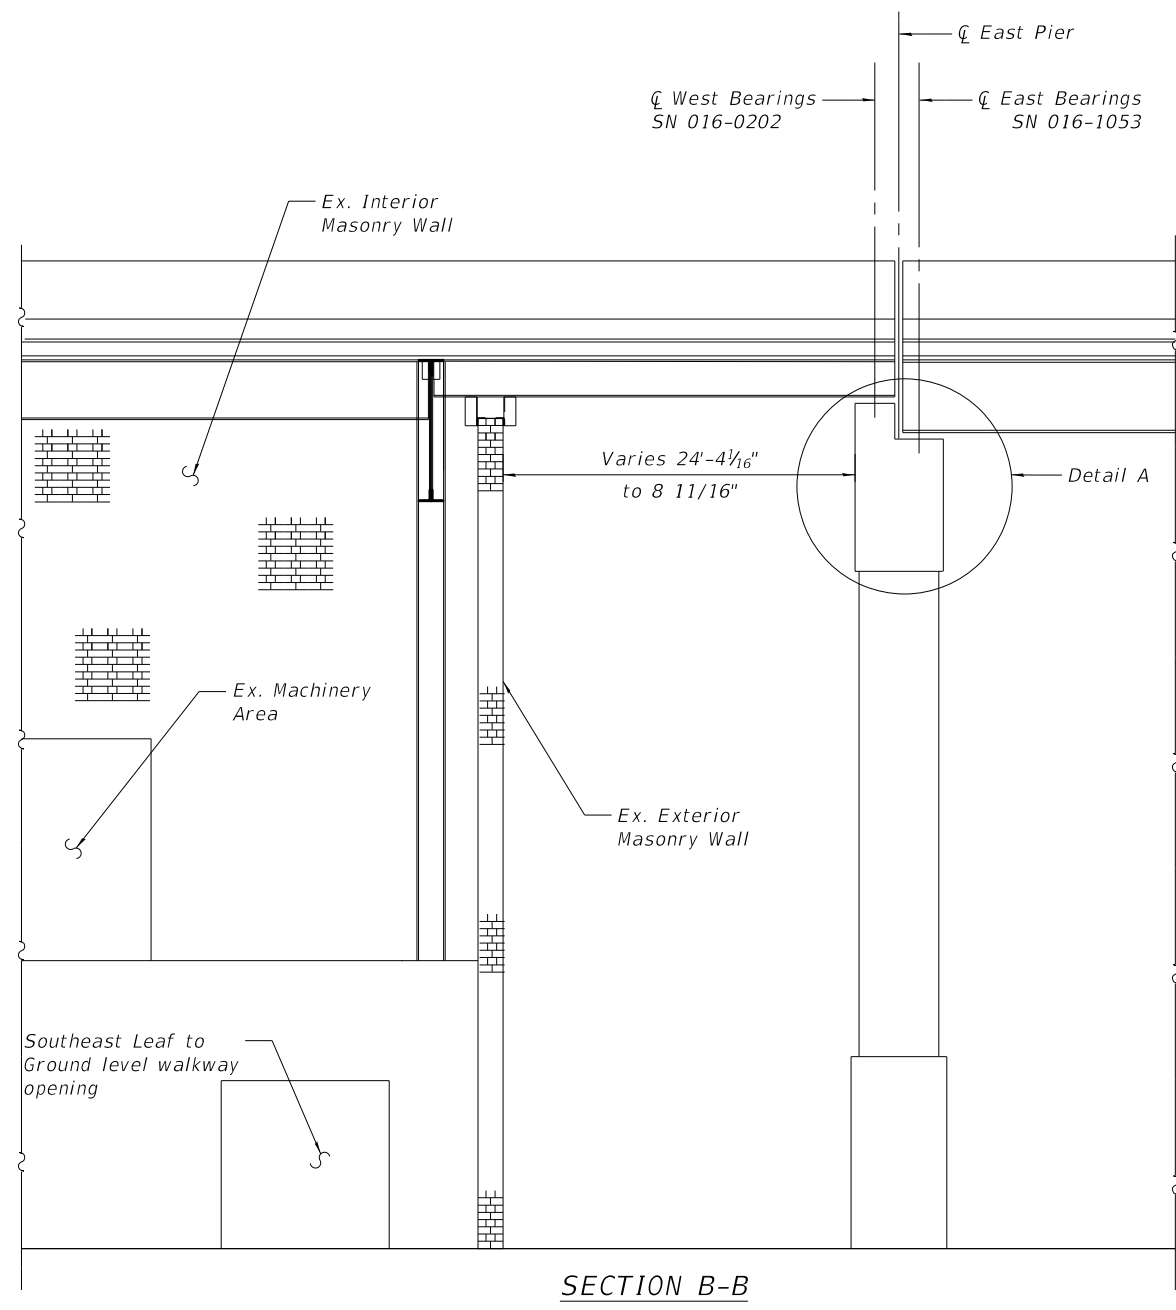 ℄ East Pier
℄ West Bearings
SN 016-0202
℄ East Bearings
SN 016-1053
Ex. Interior
Masonry Wall
Varies 24'-4 1/16"
to 8 11/16"
Detail A
Ex. Machinery
Area
Ex. Exterior
Masonry Wall
Southeast Leaf to
Ground level walkway
opening
SECTION B-B